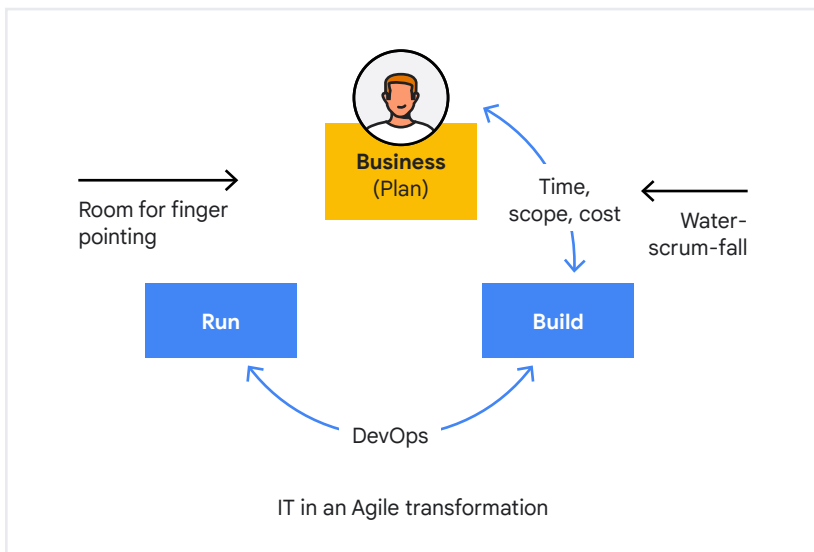 Business
(Plan)
Room for finger
pointing
Time,
scope, cost
Water-
scrum-fall
Run
Build
DevOps
IT in an Agile transformation